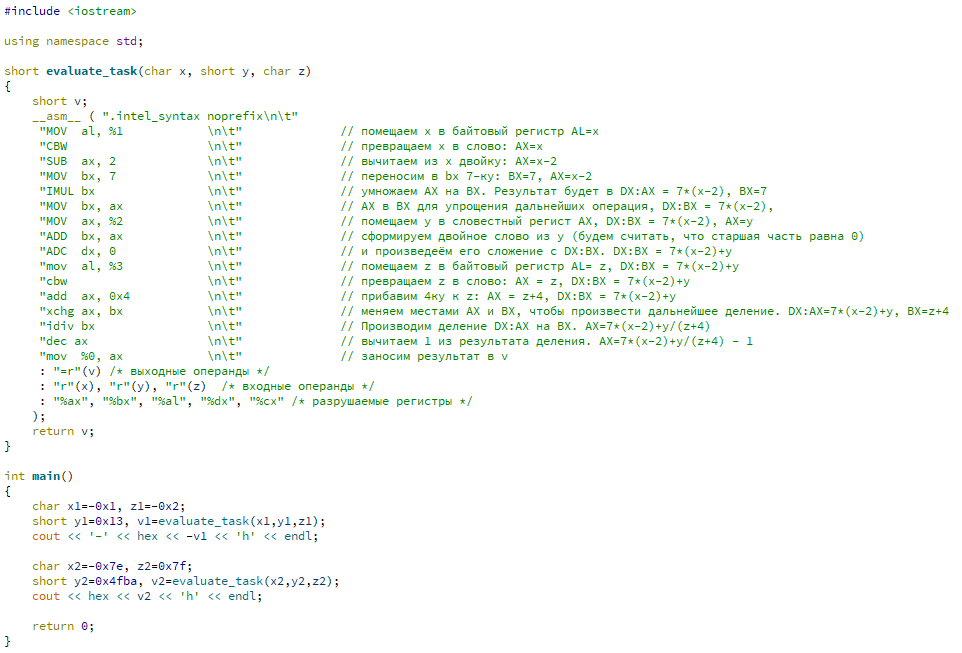 #include <iostream>
using namespace std;
short evaluate_task(char x, short y, char z)
{
short v;
__asm__ ( ".intel_syntax noprefix\n\t"
"MOV al, %1 \n\t" // помещаем x в байтовый регистр AL=x
"CBW \n\t" // превращаем x в слово: AX=x
"SUB ax, 2 \n\t" // вычитаем из x двойку: AX=x-2
"MOV bx, 7 \n\t" // переносим в bx 7-ку: BX=7, AX=x-2
"IMUL bx \n\t" // умножаем AX на BX. Результат будет в DX:AX = 7*(x-2), BX=7
"MOV bx, ax \n\t" // AX в BX для упрощения дальнейших операция, DX:BX = 7*(x-2),
"MOV ax, %2 \n\t" // помещаем y в словестный регист AX, DX:BX = 7*(x-2), AX=y
"ADD bx, ax \n\t" // сформируем двойное слово из y (будем считать, что старшая часть равна 0)
"ADC dx, 0 \n\t" // и произведеём его сложение с DX:BX. DX:BX = 7*(x-2)+y
"mov al, %3 \n\t" // помещаем z в байтовый регистр AL= z, DX:BX = 7*(x-2)+y
"cbw \n\t" // превращаем z в слово: AX = z, DX:BX = 7*(x-2)+y
"add ax, 0x4 \n\t" // прибавим 4ку к z: AX = z+4, DX:BX = 7*(x-2)+y
"xchg ax, bx \n\t" // меняем местами AX и BX, чтобы произвести дальнейшее деление. DX:AX=7*(x-2)+y, BX=z+4
"idiv bx \n\t" // Производим деление DX:AX на BX. AX=7*(x-2)+y/(z+4)
"dec ax \n\t" // вычитаем 1 из результата деления. AX=7*(x-2)+y/(z+4) - 1
"mov %0, ax \n\t" // заносим результат в v
: "=r"(v) /* выходные операнды */
: "r"(x), "r"(y), "r"(z) /* входные операнды */
: "%ax", "%bx", "%al", "%dx", "%cx" /* разрушаемые регистры */
);
return v;
}
int main()
{
char x1=-0x1, z1=-0x2;
short y1=0x13, v1=evaluate_task(x1,y1,z1);
cout << '-' << hex << -v1 << 'h' << endl;
char x2=-0x7e, z2=0x7f;
short y2=0x4fba, v2=evaluate_task(x2,y2,z2);
cout << hex << v2 << 'h' << endl;
return 0;
}